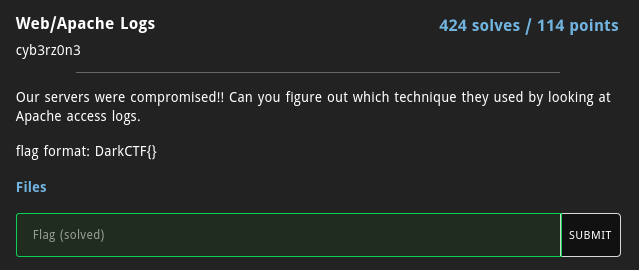 Web/Apache Logs
424 solves / 114 points
cyb3rz0n3
Our servers were compromised!! Can you figure out which technique they used by looking at
Apache access logs.
flag format: DarkCTF{}
Files
Flag (solved)
SUBMIT